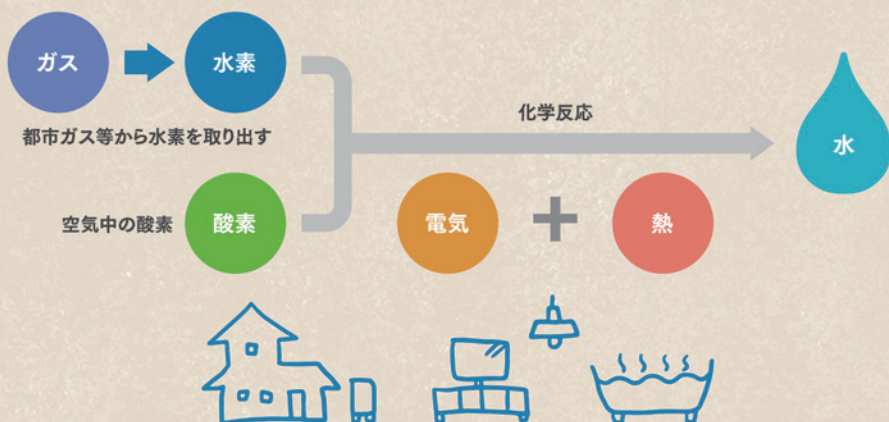 ガス
水素
都市ガス等から水素を取り出す
化学反応
水
空気中の酸素
酸素
電気
熱